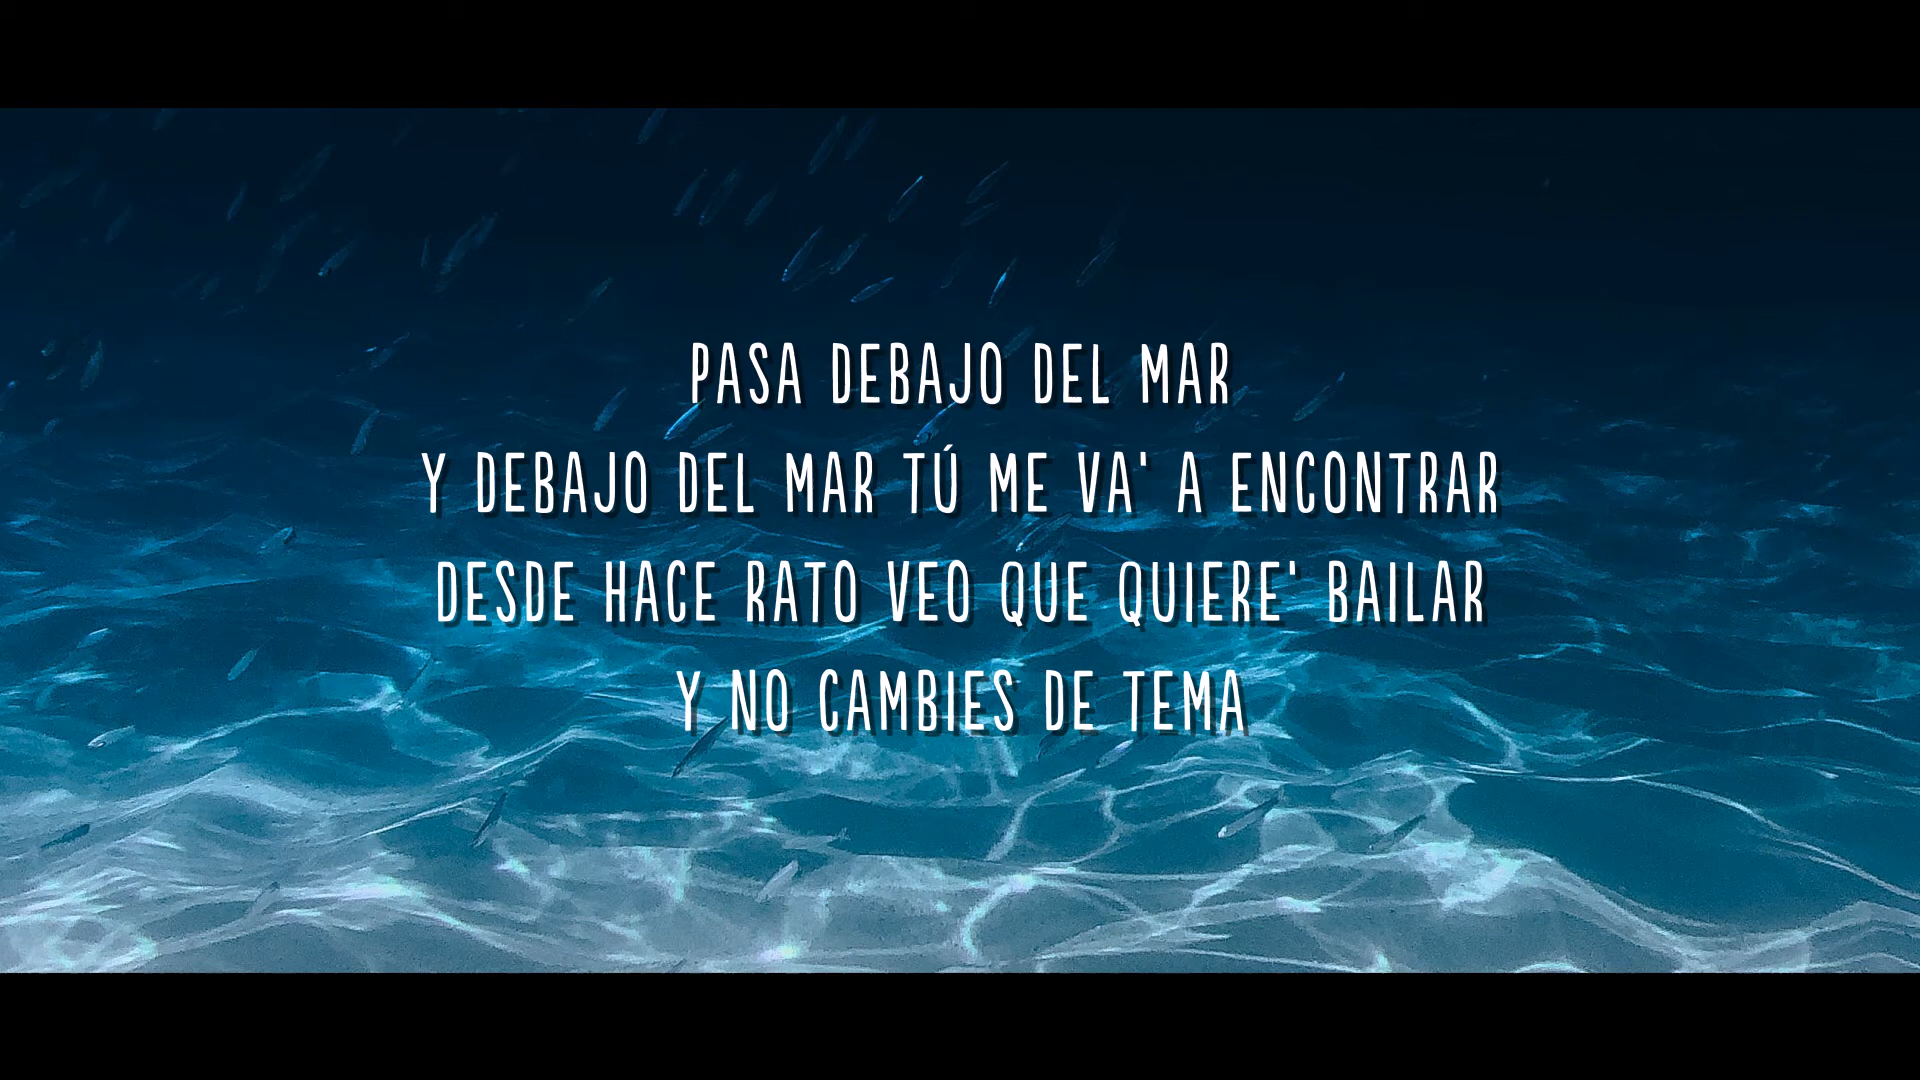 PASA DEBAJO DEL MAR
Y DEBAJO DEL MAR TÚ ME VA' A ENCONTRAR
DESDE HACE RATO VEO QUE QUIERE' BAILAR
Y NO CAMBIES DE TEMA